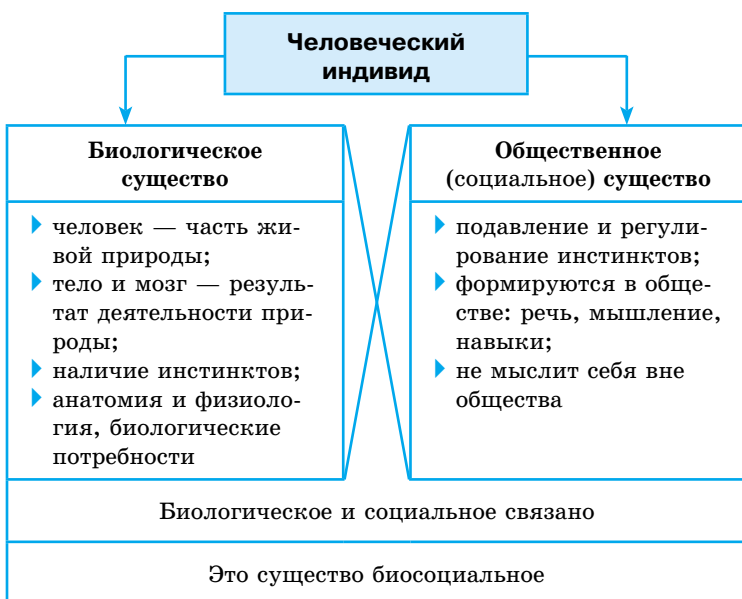 Человеческий
индивид
Биологическое
существо
человек — часть жи-
вой природы;
тело и мозг — резуль-
тат деятельности при-
роды;
наличие инстинктов;
анатомия и физиоло-
гия, биологические
потребности
Общественное
(социальное) существо
подавление и регули-
рование инстинктов;
формируются в обще-
стве: речь, мышление,
навыки;
не мыслит себя вне
общества
Биологическое и социальное связано
Это существо биосоциальное